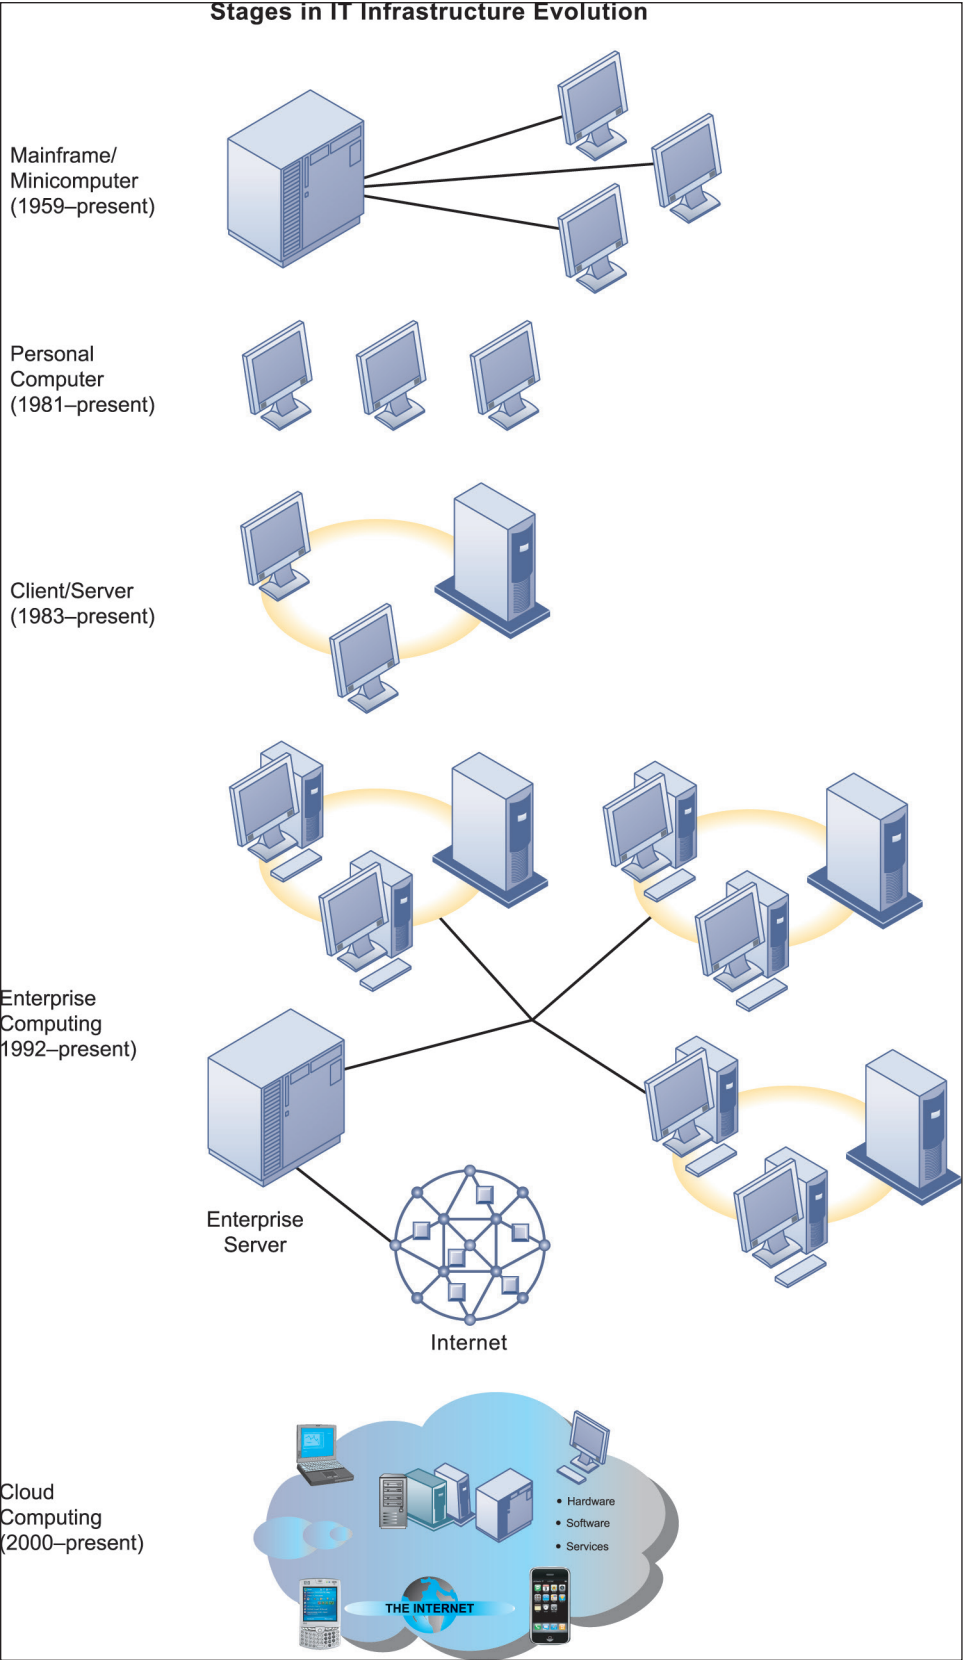 Stages in IT Infrastructure Evolution
Mainframe/
Minicomputer
(1959–present)
Personal
Computer
(1981–present)
Client/Server
(1983–present)
Enterprise
Computing
1992–present)
Enterprise
Server
Internet
Cloud
Computing
(2000–present)
• Hardware
• Software
• Services
THE INTERNET